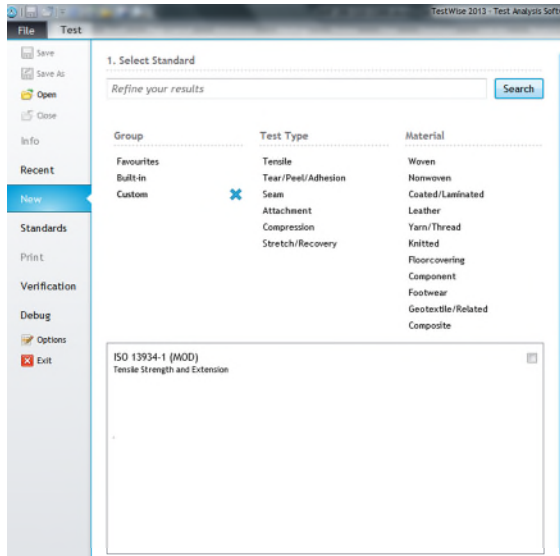 TestWise 2013 - Test Analysis Soft
File Test
Save
Save As
Open
Close
Info
Recent
New
Standards
Print
Verification
Debug
Options
Exit
1. Select Standard
Refine your results
Search
Group
Favourites
Built-in
Custom
Test Type
Tensile
Tear/Peel/Adhesion
Seam
Attachment
Compression
Stretch/Recovery
Material
Woven
Nonwoven
Coated/Laminated
Leather
Yarn/Thread
Knitted
Floorcovering
Component
Footwear
Geotextile/Related
Composite
ISO 13934-1 (MOD)
Tensile Strength and Extension